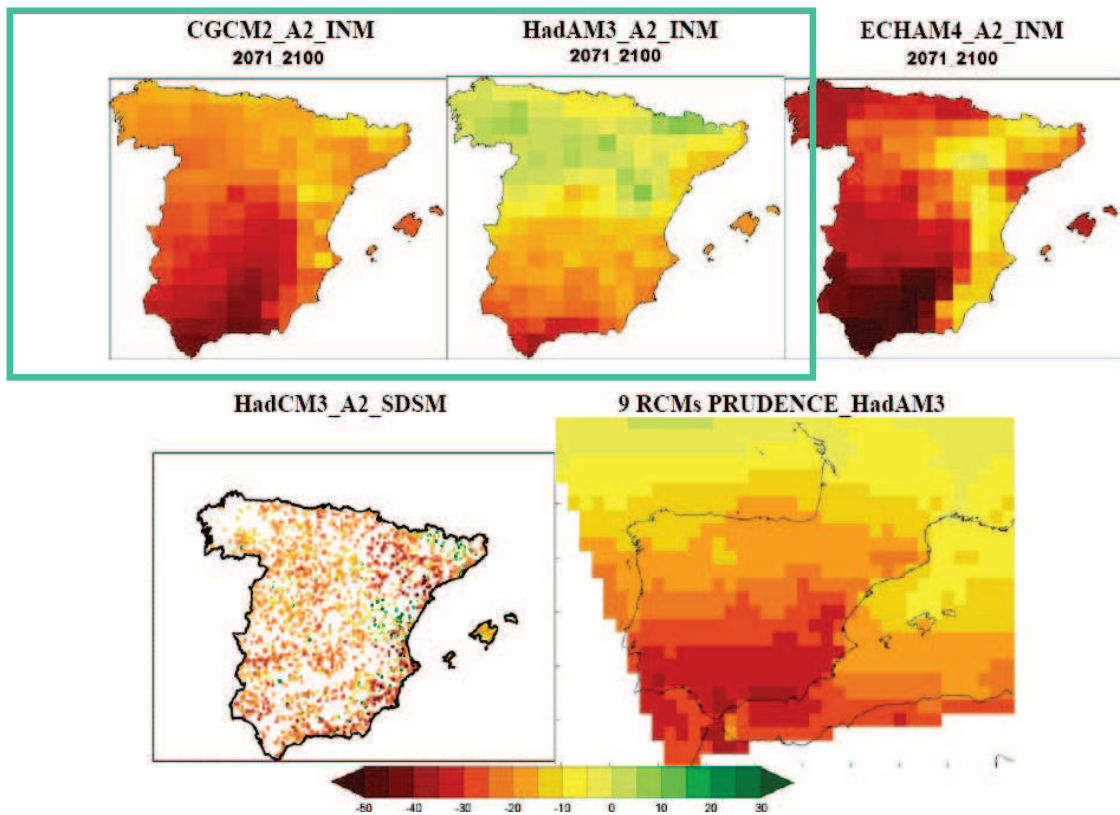 CGCM2_A2_INM
2071_2100
HadAM3_A2_INM
2071_2100
ECHAM4_A2_INM
2071_2100
HadCM3_A2_SDSM
9 RCMs PRUDENCE_HadAM3
-50 -40 -30 -20 -10 0 10 20 30